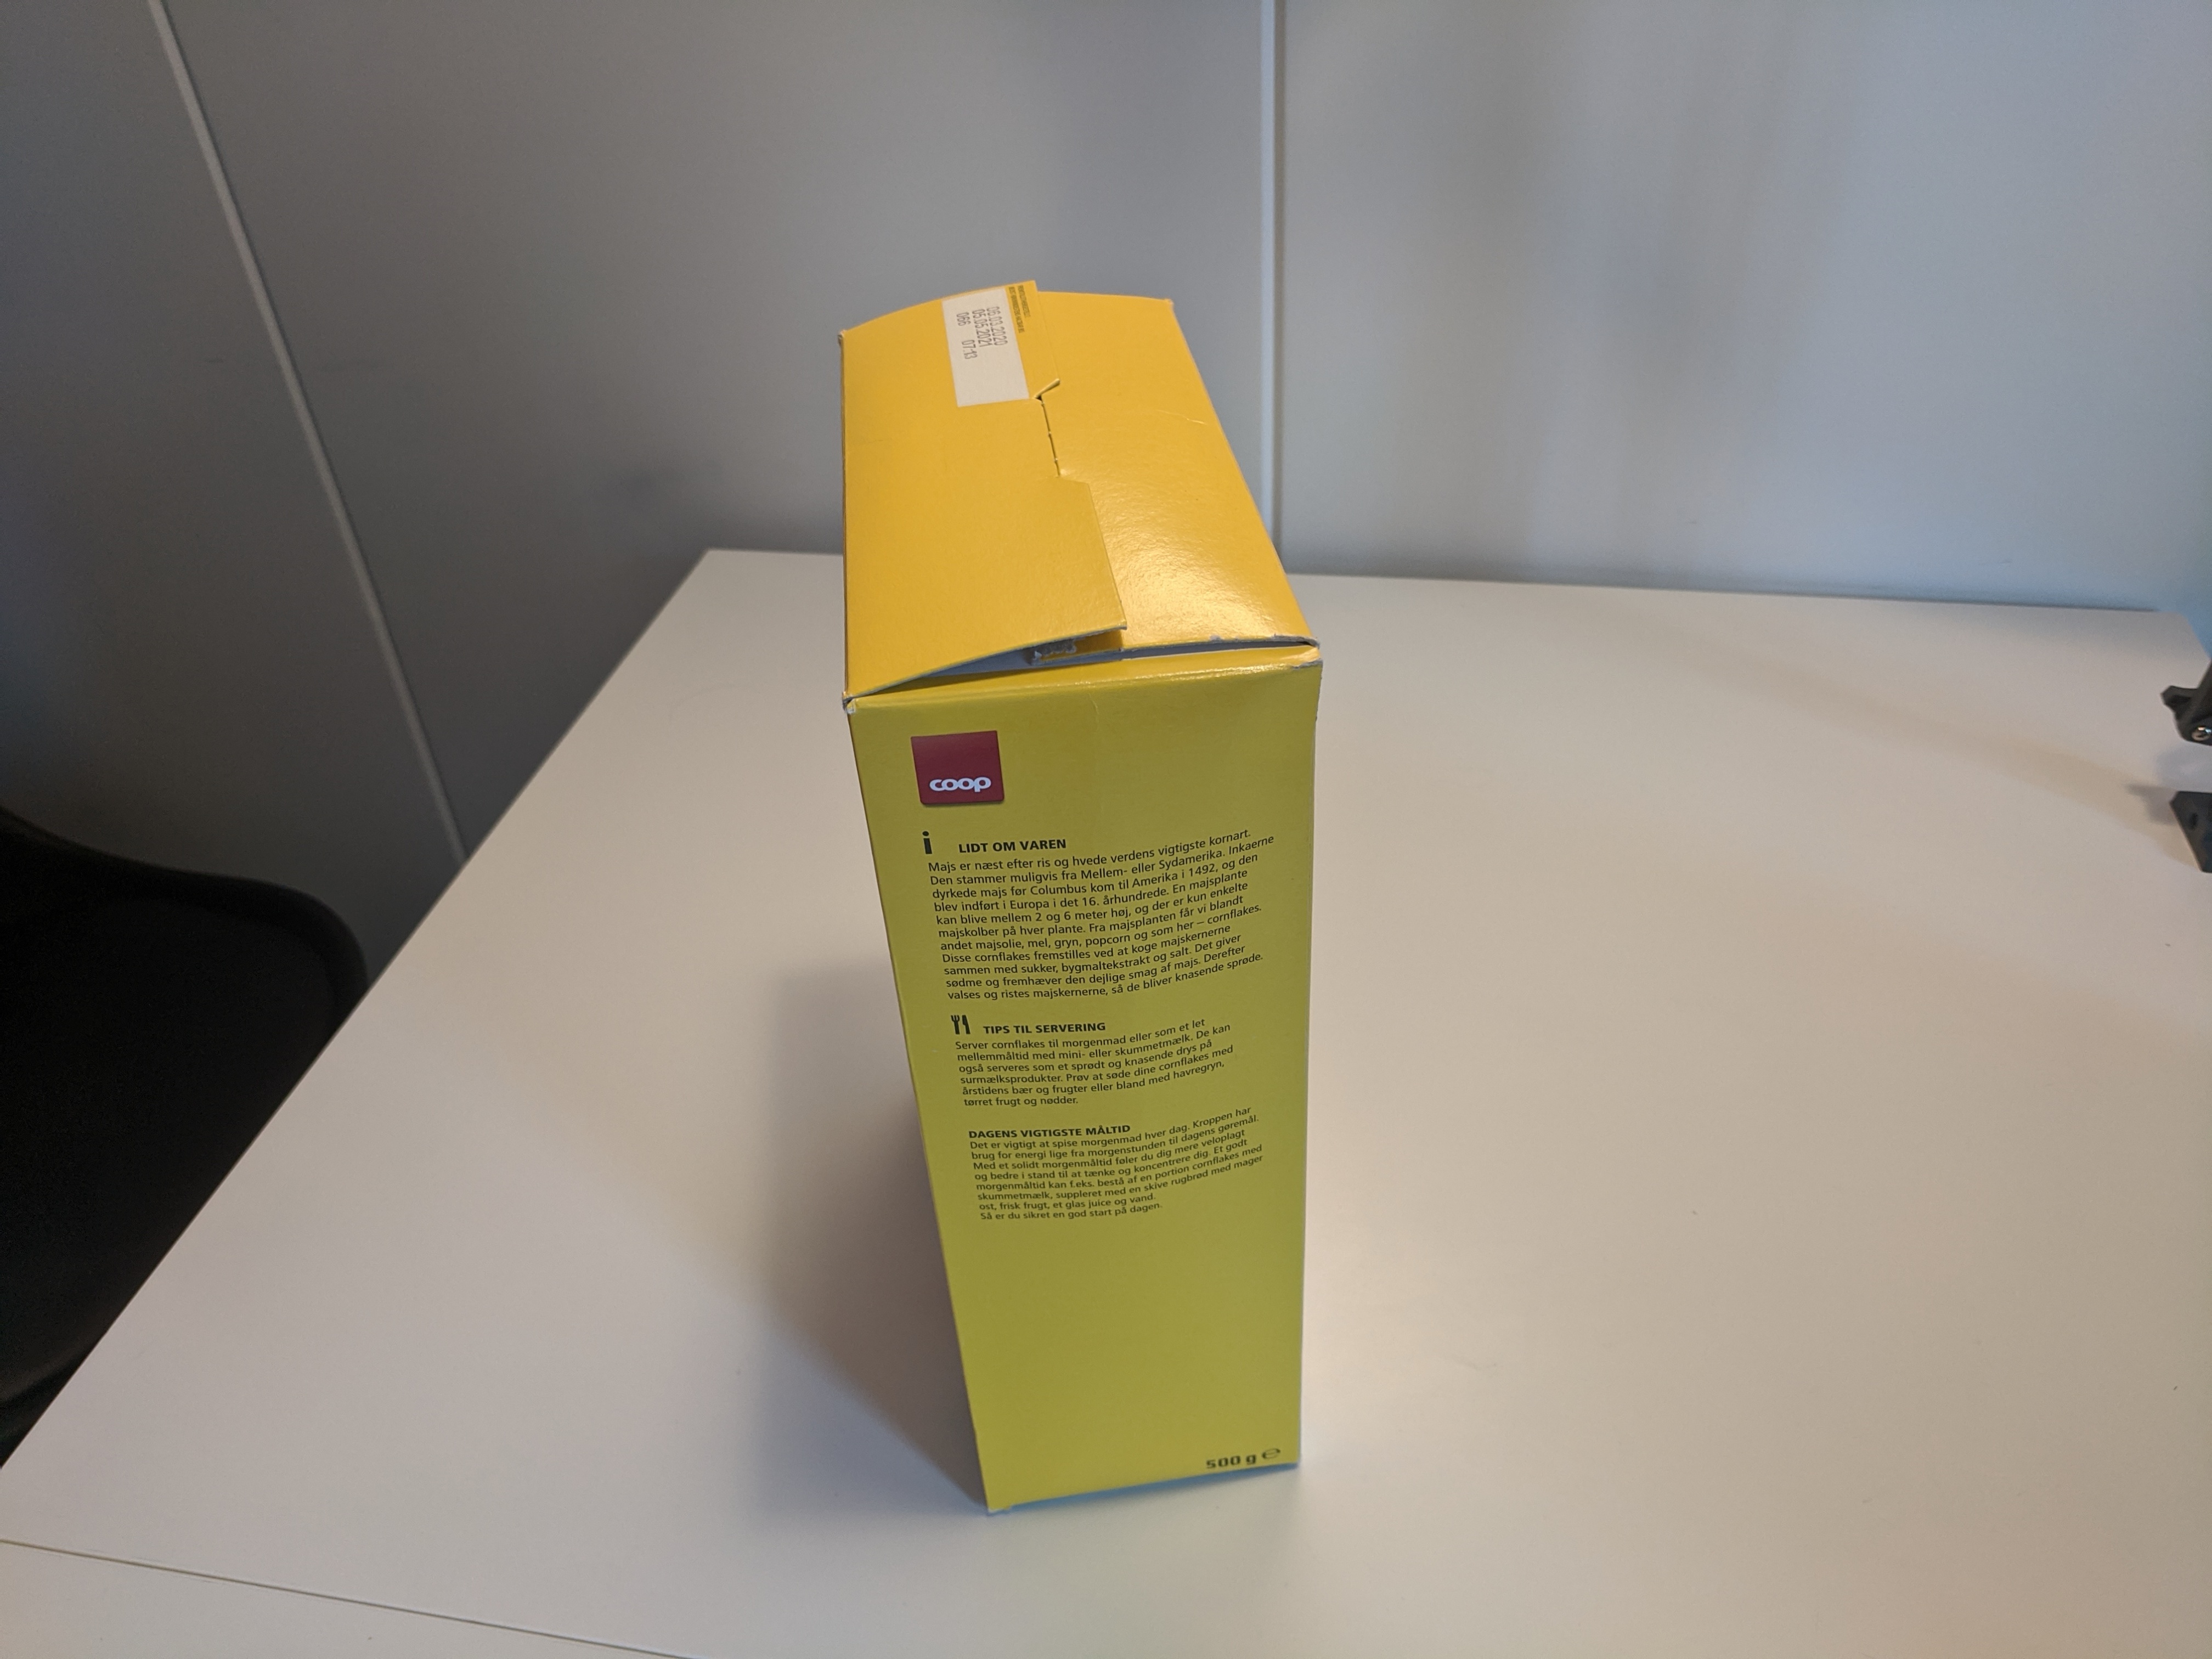 06.03.2020
05.05.2021
066 07:13
coop
i LIDT OM VAREN
Majs er næst efter ris og hvede verdens vigtigste kornart.
Den stammer muligvis fra Mellem- eller Sydamerika. Inkaerne
dyrkede majs før Columbus kom til Amerika i 1492, og den
blev indført i Europa i det 16. århundrede. En majsplante
kan blive mellem 2 og 6 meter høj, og der er kun enkelte
majskolber på hver plante. Fra majsplanten får vi blandt
andet majsolie, mel, gryn, popcorn og som her – cornflakes.
Disse cornflakes fremstilles ved at koge majskernerne
sammen med sukker, bygmaltekstrakt og salt. Det giver
sødme og fremhæver den dejlige smag af majs. Derefter
valses og ristes majskernerne, så de bliver knasende sprøde.
TIPS TIL SERVERING
Server cornflakes til morgenmad eller som et let
mellemmåltid med mini- eller skummetmælk. De kan
også serveres som et sprødt og knasende drys på
surmælksprodukter. Prøv at søde dine cornflakes med
årstidens bær og frugter eller bland med havregryn,
tørret frugt og nødder.
DAGENS VIGTIGSTE MÅLTID
Det er vigtigt at spise morgenmad hver dag. Kroppen har
brug for energi lige fra morgenstunden til dagens gøremål.
Med et solidt morgenmåltid føler du dig mere veloplagt
og bedre i stand til at tænke og koncentrere dig. Et godt
morgenmåltid kan f.eks. bestå af en portion cornflakes med
skummetmælk, suppleret med en skive rugbrød med mager
ost, frisk frugt, et glas juice og vand.
Så er du sikret en god start på dagen.
500 g ℮